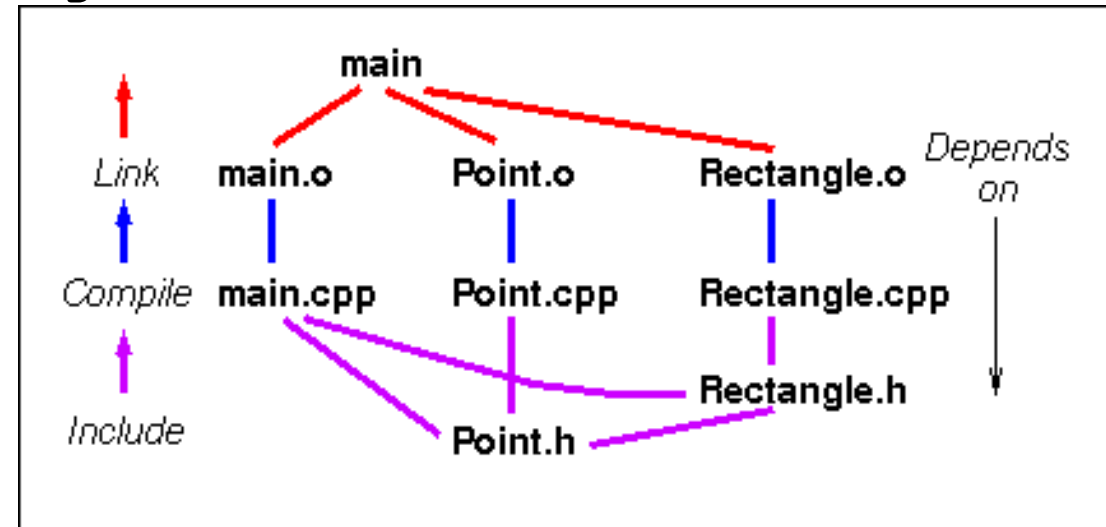 main
Link main.o Point.o Rectangle.o Depends
on
Compile main.cpp Point.cpp Rectangle.cpp
Rectangle.h
Include Point.h